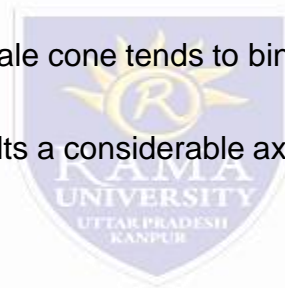 ale cone tends to bin
lts a considerable ax
R
RAMA
UNIVERSITY
UTTAR PRADESH
KANPUR